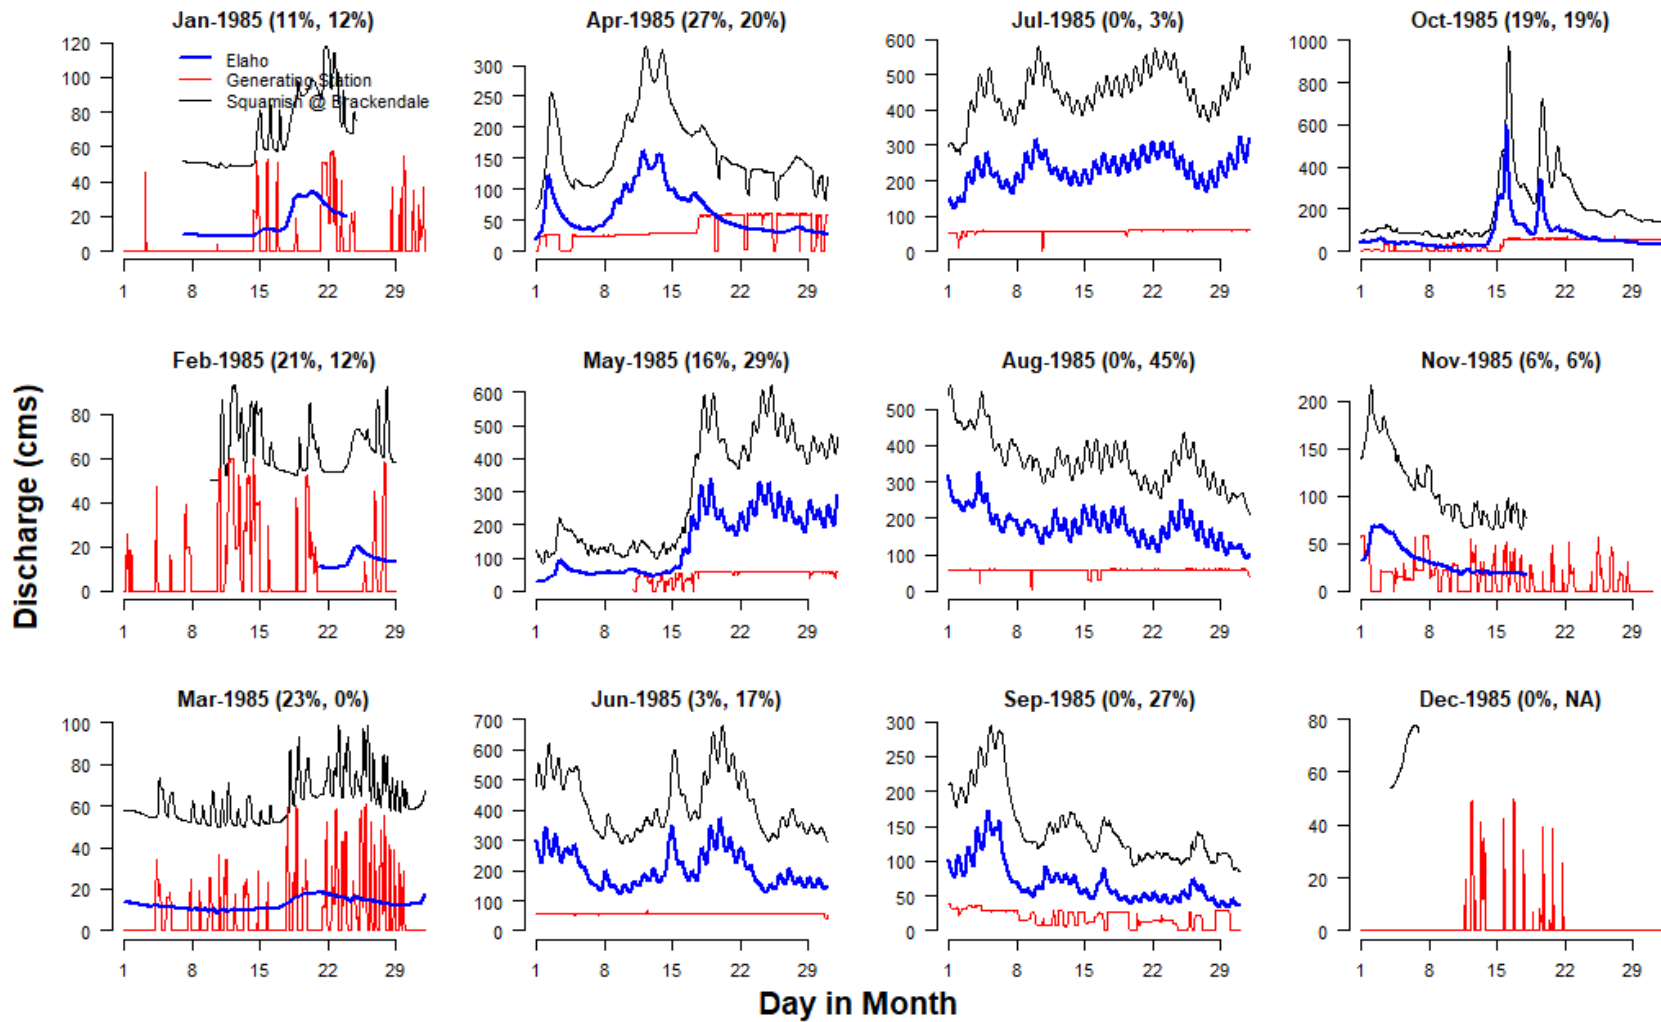 Jan-1985 (11%, 12%)
Apr-1985 (27%, 20%)
Jul-1985 (0%, 3%)
Oct-1985 (19%, 19%)
120
100
80
60
40
20
0
Elaho
Generating Station
Squamish @ Brackendale
1 8 15 22 29
300
250
200
150
100
50
0
1 8 15 22 29
600
500
400
300
200
100
0
1 8 15 22 29
1000
800
600
400
200
0
1 8 15 22 29
Discharge (cms)
Feb-1985 (21%, 12%)
May-1985 (16%, 29%)
Aug-1985 (0%, 45%)
Nov-1985 (6%, 6%)
80
60
40
20
0
1 8 15 22 29
600
500
400
300
200
100
0
1 8 15 22 29
500
400
300
200
100
0
1 8 15 22 29
200
150
100
50
0
1 8 15 22 29
Mar-1985 (23%, 0%)
Jun-1985 (3%, 17%)
Sep-1985 (0%, 27%)
Dec-1985 (0%, NA)
100
80
60
40
20
0
1 8 15 22 29
700
600
500
400
300
200
100
0
1 8 15 22 29
300
250
200
150
100
50
0
1 8 15 22 29
80
60
40
20
0
1 8 15 22 29
Day in Month